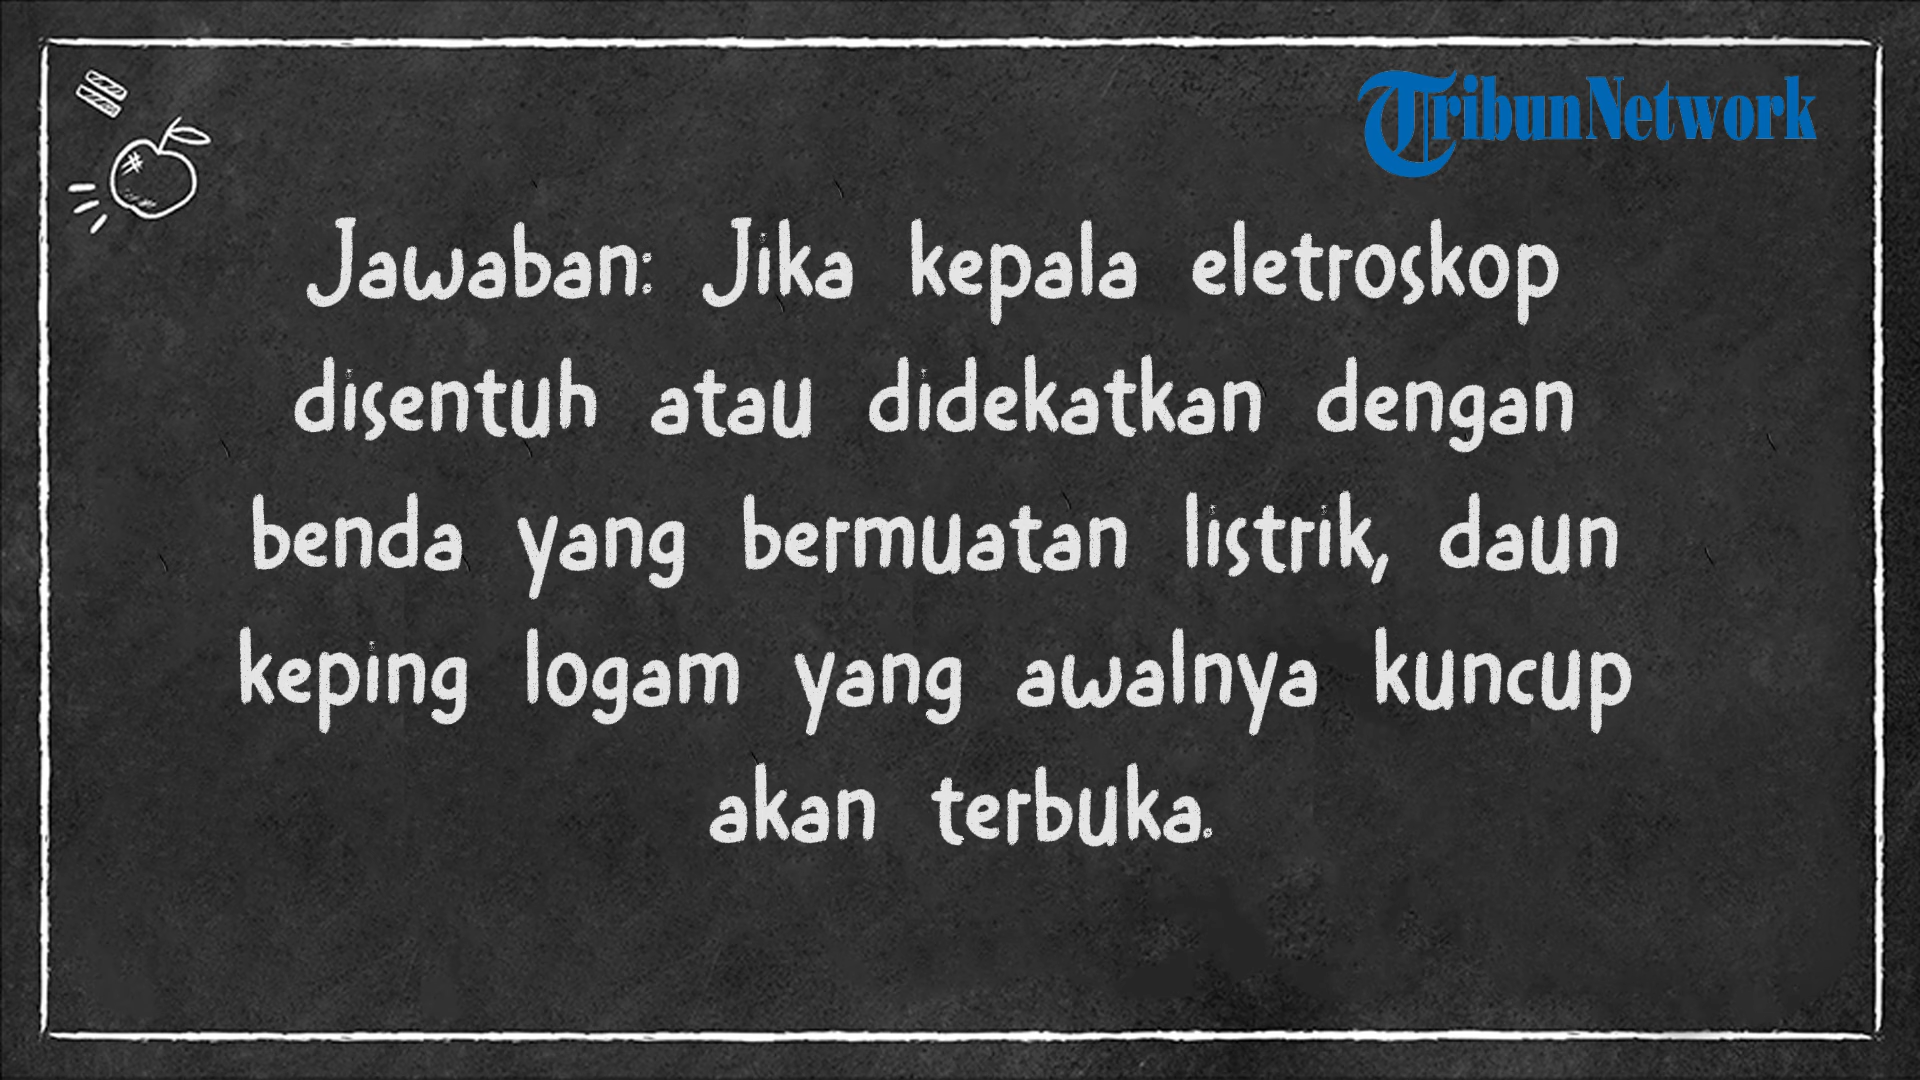 TribunNetwork
Jawaban: Jika kepala eletroskop
disentuh atau didekatkan dengan
benda yang bermuatan listrik, daun
keping logam yang awalnya kuncup
akan terbuka.